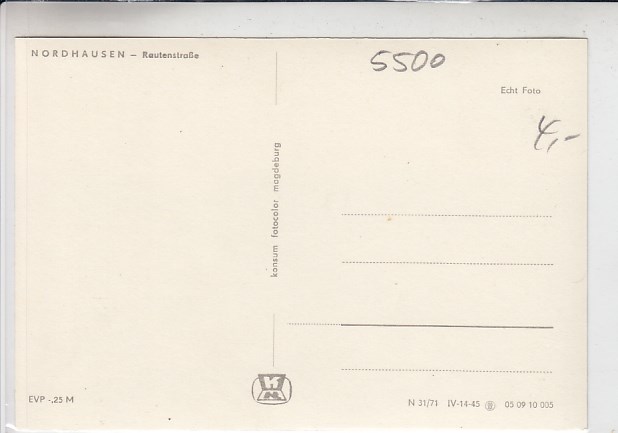 NORDHAUSEN – Rautenstraße
5500
Echt Foto
4,-
konsum fotocolor magdeburg
EVP -,25 M
N 31/71 IV-14-45 05 09 10 005